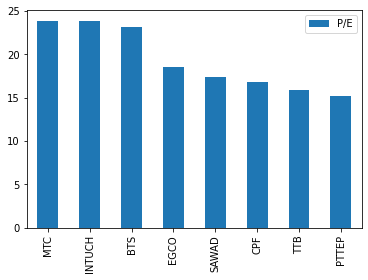 25
20
15
10
5
0
P/E
MTC
INTUCH
BTS
EGCO
SAWAD
CPF
TTB
PTTEP